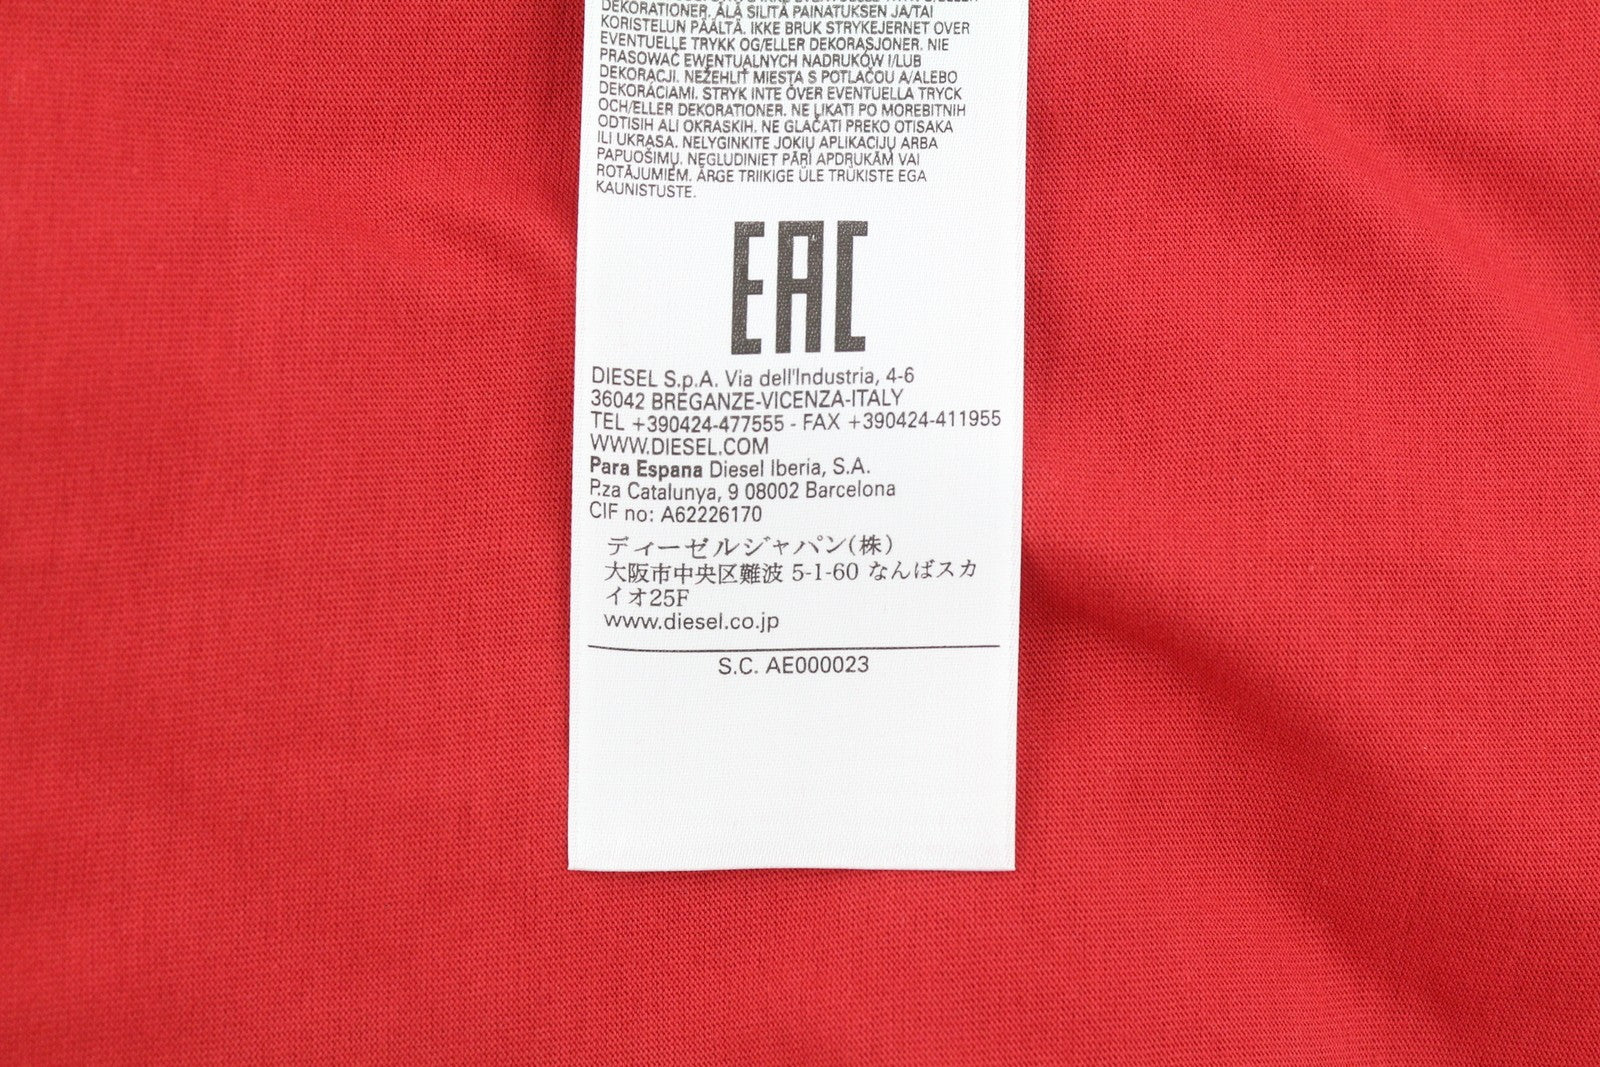 DEKORATIONER. ÄLÄ SILITÄ PAINATUKSEN JA/TAI
KORISTELUN PÄÄLTÄ. IKKE BRUK STRYKEJERNET OVER
EVENTUELLE TRYKK OG/ELLER DEKORASJONER. NIE
PRASOWAĆ EWENTUALNYCH NADRUKÓW I/LUB
DEKORACJI. NEŽEHLIŤ MIESTA S POTLAČOU A/ALEBO
DEKORÁCIAMI. STRYK INTE ÖVER EVENTUELLA TRYCK
OCH/ELLER DEKORATIONER. NE LIKATI PO MOREBITNIH
ODTISIH ALI OKRASKIH. NE GLAČATI PREKO OTISAKA
ILI UKRASA. NELYGINKITE JOKIŲ APLIKACIJŲ ARBA
PAPUOŠIMŲ. NEGLUDINIET PĀRI APDRUKĀM VAI
ROTĀJUMIEM. ÄRGE TRIIKIGE ÜLE TRÜKISTE EGA
KAUNISTUSTE.
EAC
DIESEL S.p.A. Via dell'Industria, 4-6
36042 BREGANZE-VICENZA-ITALY
TEL +390424-477555 - FAX +390424-411955
WWW.DIESEL.COM
Para Espana Diesel Iberia, S.A.
P.za Catalunya, 9 08002 Barcelona
CIF no: A62226170
ディーゼルジャパン(株)
大阪市中央区難波 5-1-60 なんばスカ
イオ25F
www.diesel.co.jp
S.C. AE000023